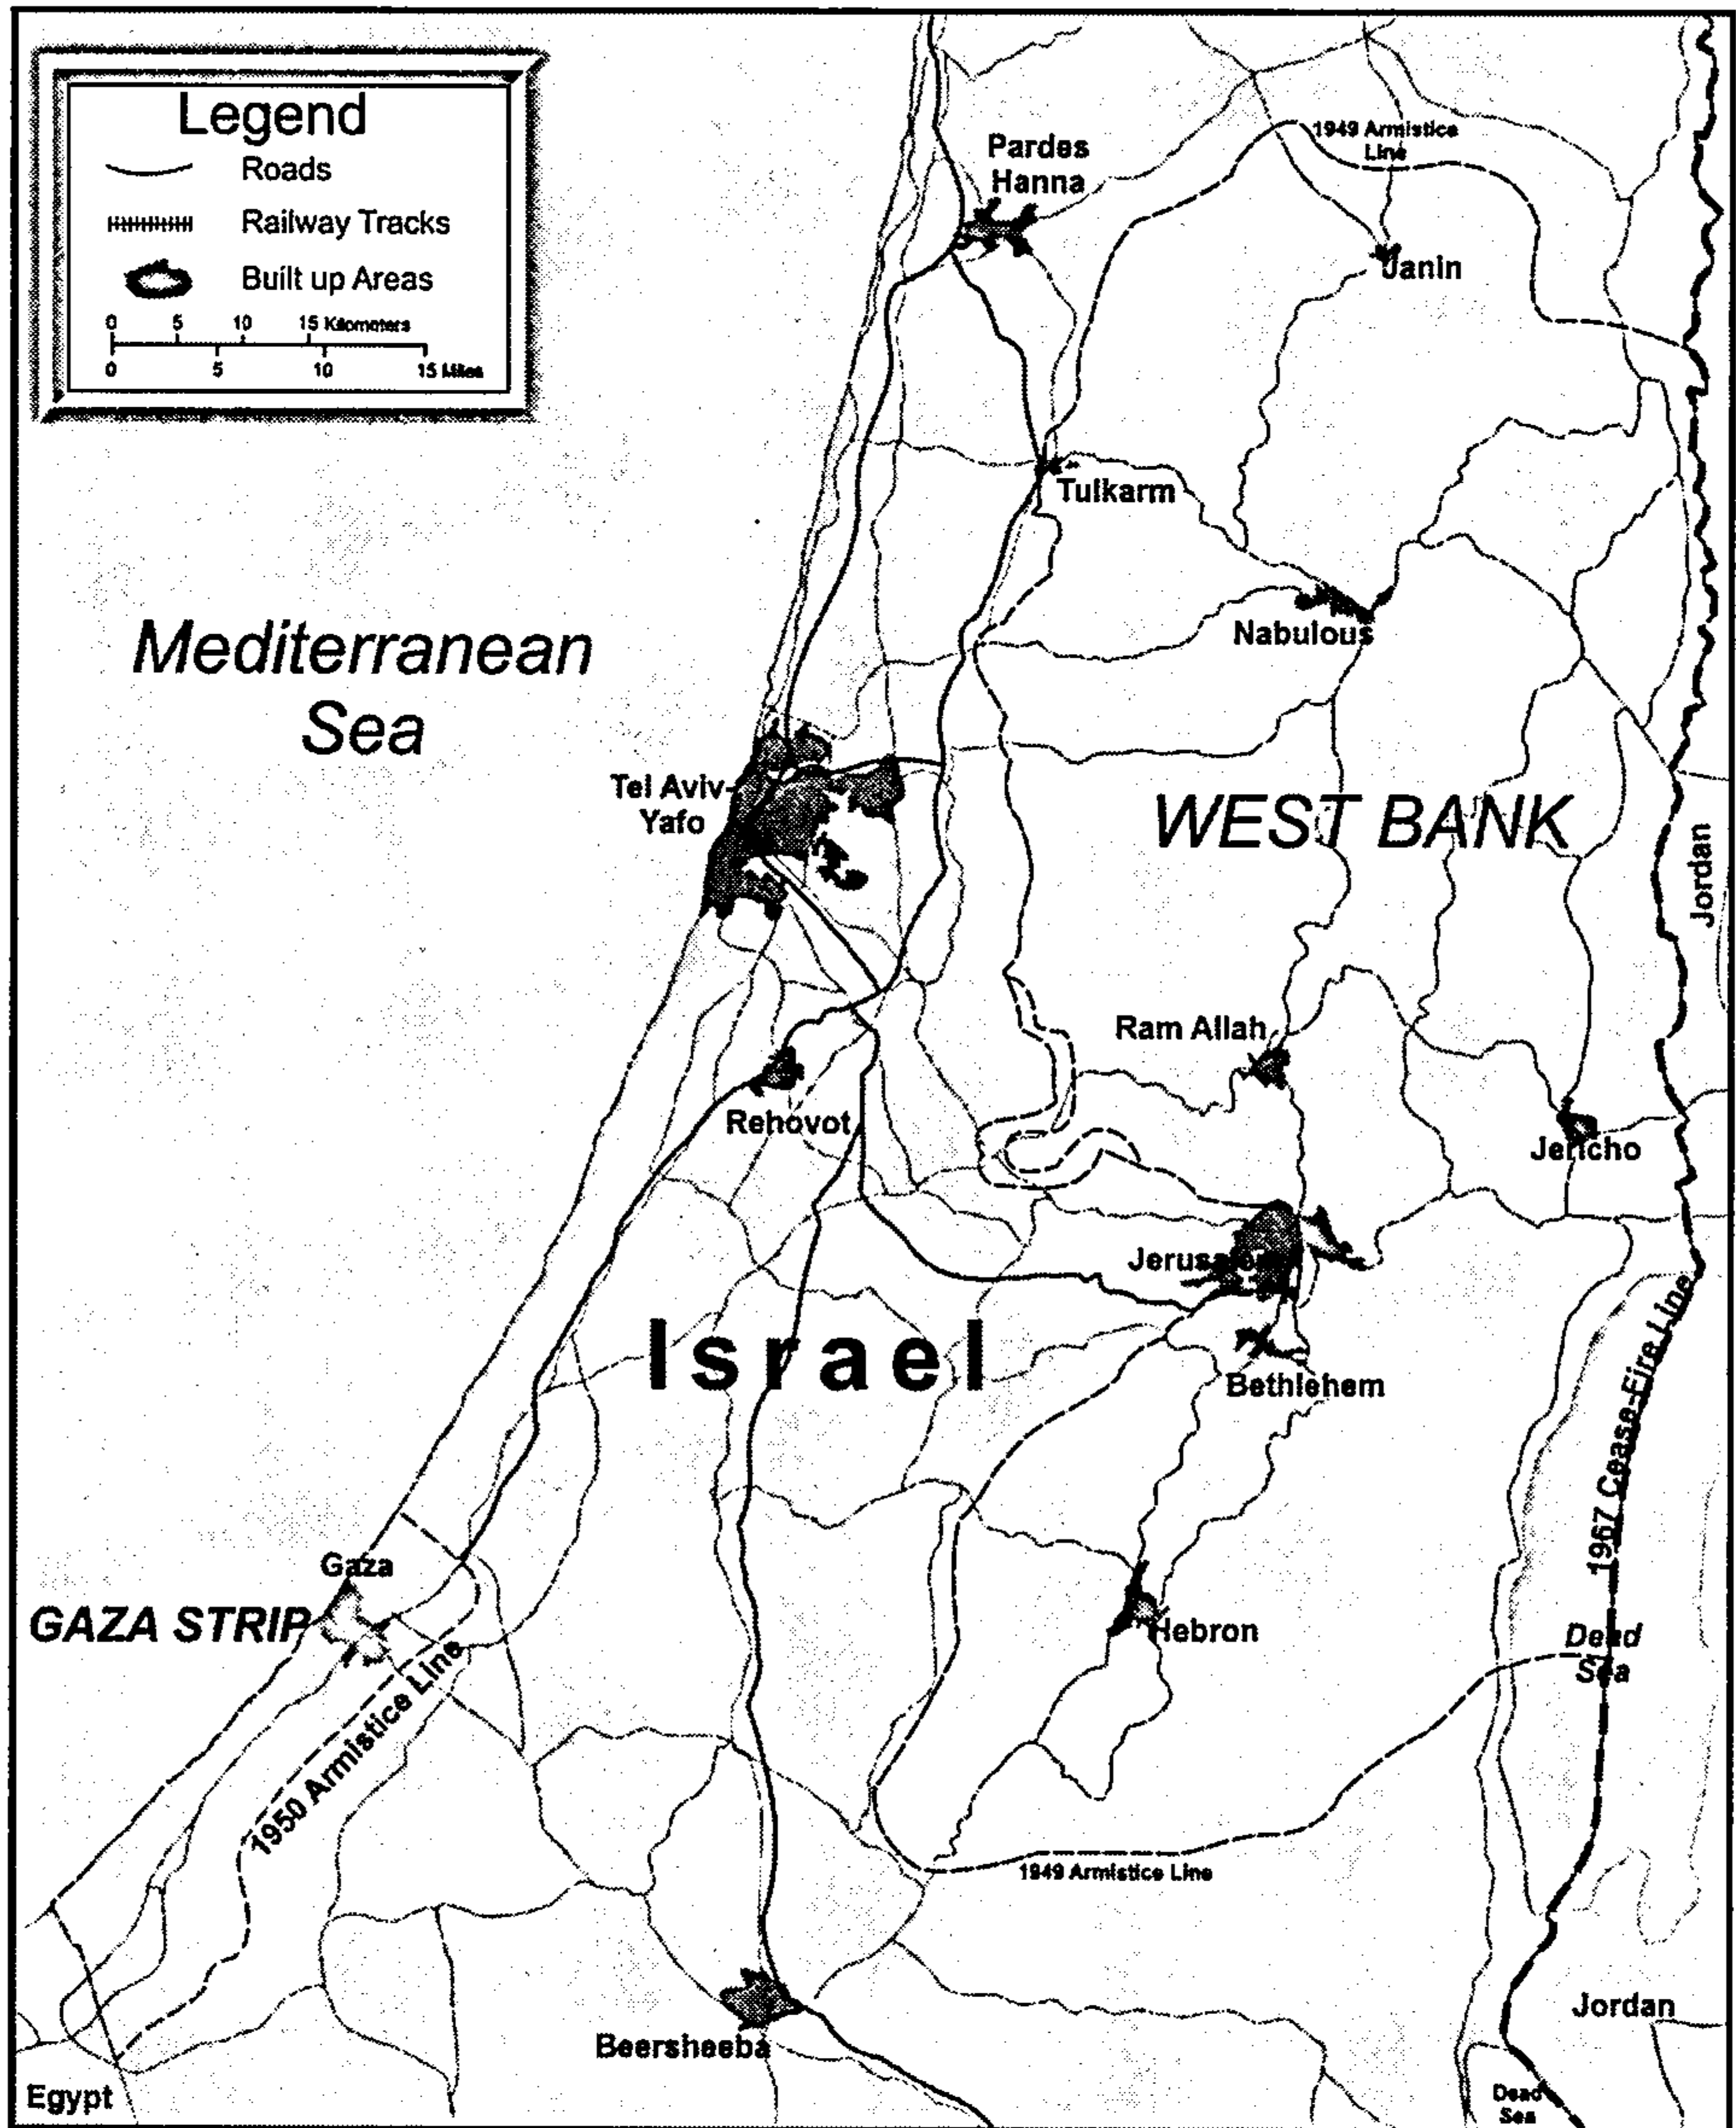 Legend
Roads
Railway Tracks
Built up Areas
0 5 10 15 Kilometers
0 5 10 15 Miles
1949 Armistice
Line
Pardes
Hanna
Janin
Tulkarm
Nabulous
Mediterranean
Sea
Tel Aviv-
Yafo
WEST BANK
Jordan
Ram Allah
Rehovot
Jericho
Jerusalem
Israel
Bethlehem
1967 Cease-Fire Line
Gaza
GAZA STRIP
Hebron
Dead
Sea
1950 Armistice Line
1949 Armistice Line
Jordan
Beersheeba
Egypt
Dead
Sea